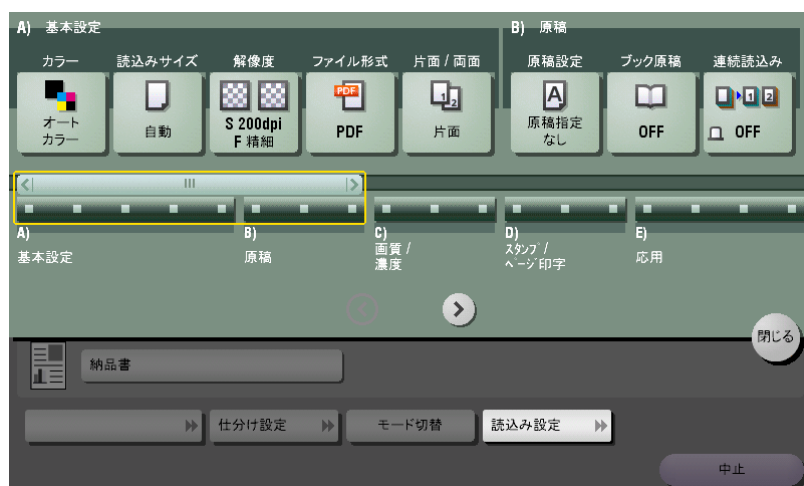 A) 基本設定
B) 原稿
カラー
読込みサイズ
解像度
ファイル形式
片面 / 両面
原稿設定
ブック原稿
連続読込み
オート
カラー
自動
S 200dpi
F 精細
PDF
PDF
1
2
片面
A
原稿指定
なし
OFF
1 2
OFF
A)
基本設定
B)
原稿
C)
画質 /
濃度
D)
スタンプ /
ページ印字
E)
応用
閉じる
納品書
仕分け設定
モード切替
読込み設定
中止